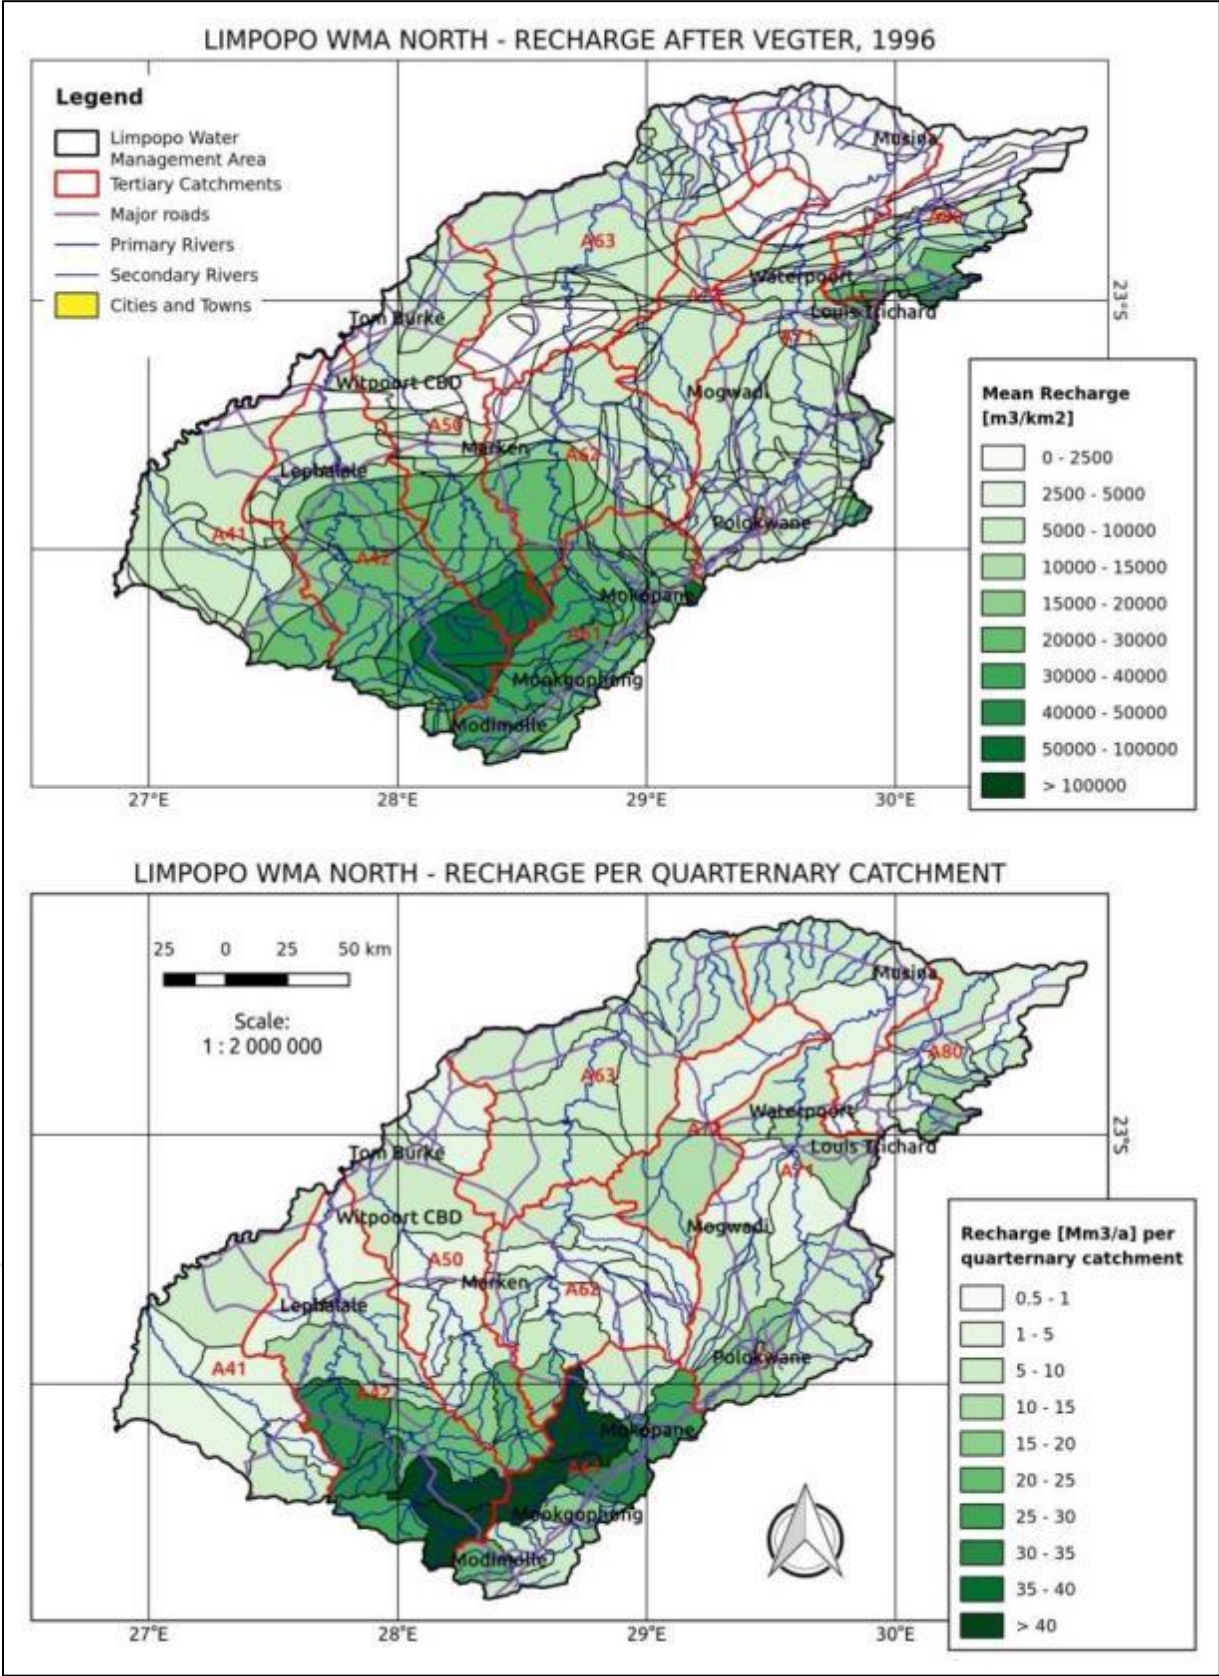 LIMPOPO WMA NORTH - RECHARGE AFTER VEGTER, 1996
Legend
Limpopo Water
Management Area
Tertiary Catchments
Major roads
Primary Rivers
Secondary Rivers
Cities and Towns
Musina
A63
Waterpoort
Louis Trichard
Tom Burke
A71
Witpoort CBD
Mogwadi
A50
Marken
A62
Lephalale
Polokwane
A41
A42
Mokopane
A61
Mookgophong
Modimolle
23°S
Mean Recharge
[m3/km2]
0 - 2500
2500 - 5000
5000 - 10000
10000 - 15000
15000 - 20000
20000 - 30000
30000 - 40000
40000 - 50000
50000 - 100000
> 100000
27°E
28°E
29°E
30°E
LIMPOPO WMA NORTH - RECHARGE PER QUARTERNARY CATCHMENT
25 0 25 50 km
Scale:
1 : 2 000 000
Musina
A80
A63
Waterpoort
Louis Trichard
Tom Burke
A71
Witpoort CBD
Mogwadi
A50
Marken
A62
Lephalale
Polokwane
A41
A42
Mokopane
A61
Mookgophong
Modimolle
23°S
Recharge [Mm3/a] per
quarternary catchment
0.5 - 1
1 - 5
5 - 10
10 - 15
15 - 20
20 - 25
25 - 30
30 - 35
35 - 40
> 40
27°E
28°E
29°E
30°E